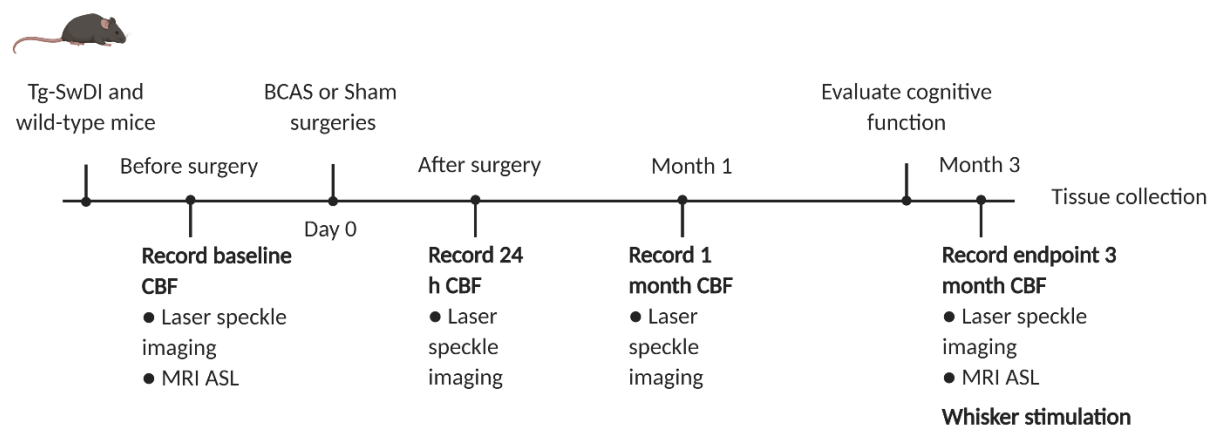 Tg-SwDI and
wild-type mice
BCAS or Sham
surgeries
Evaluate cognitive
function
Before surgery
After surgery
Month 1
Month 3
Tissue collection
Day 0
Record baseline
CBF
● Laser speckle
imaging
● MRI ASL
Record 24
h CBF
● Laser
speckle
imaging
Record 1
month CBF
● Laser
speckle
imaging
Record endpoint 3
month CBF
● Laser speckle
imaging
● MRI ASL
Whisker stimulation